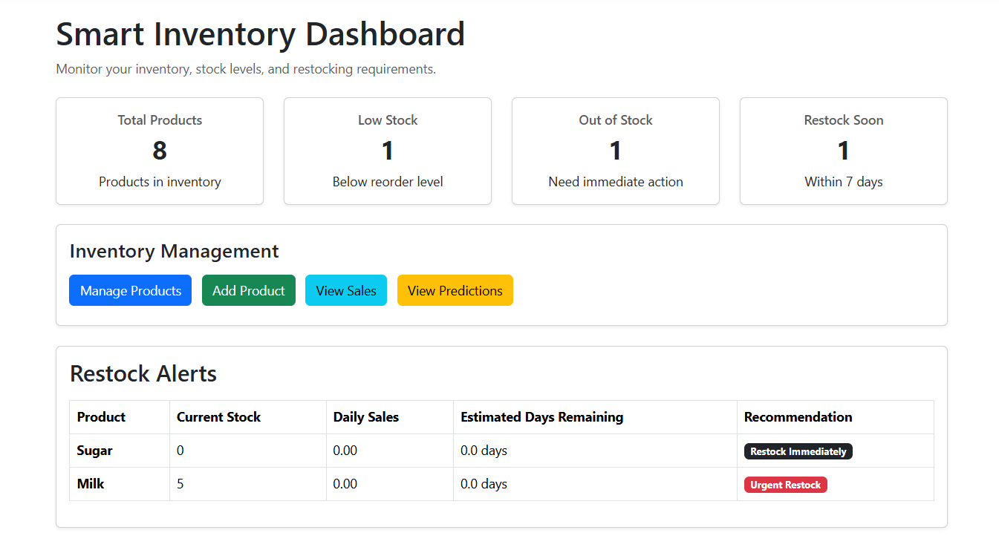 Smart Inventory Dashboard
Monitor your inventory, stock levels, and restocking requirements.
Total Products
8
Products in inventory
Low Stock
1
Below reorder level
Out of Stock
1
Need immediate action
Restock Soon
1
Within 7 days
Inventory Management
Manage Products Add Product View Sales View Predictions
Restock Alerts
Product Current Stock Daily Sales Estimated Days Remaining Recommendation
Sugar 0 0.00 0.0 days Restock Immediately
Milk 5 0.00 0.0 days Urgent Restock